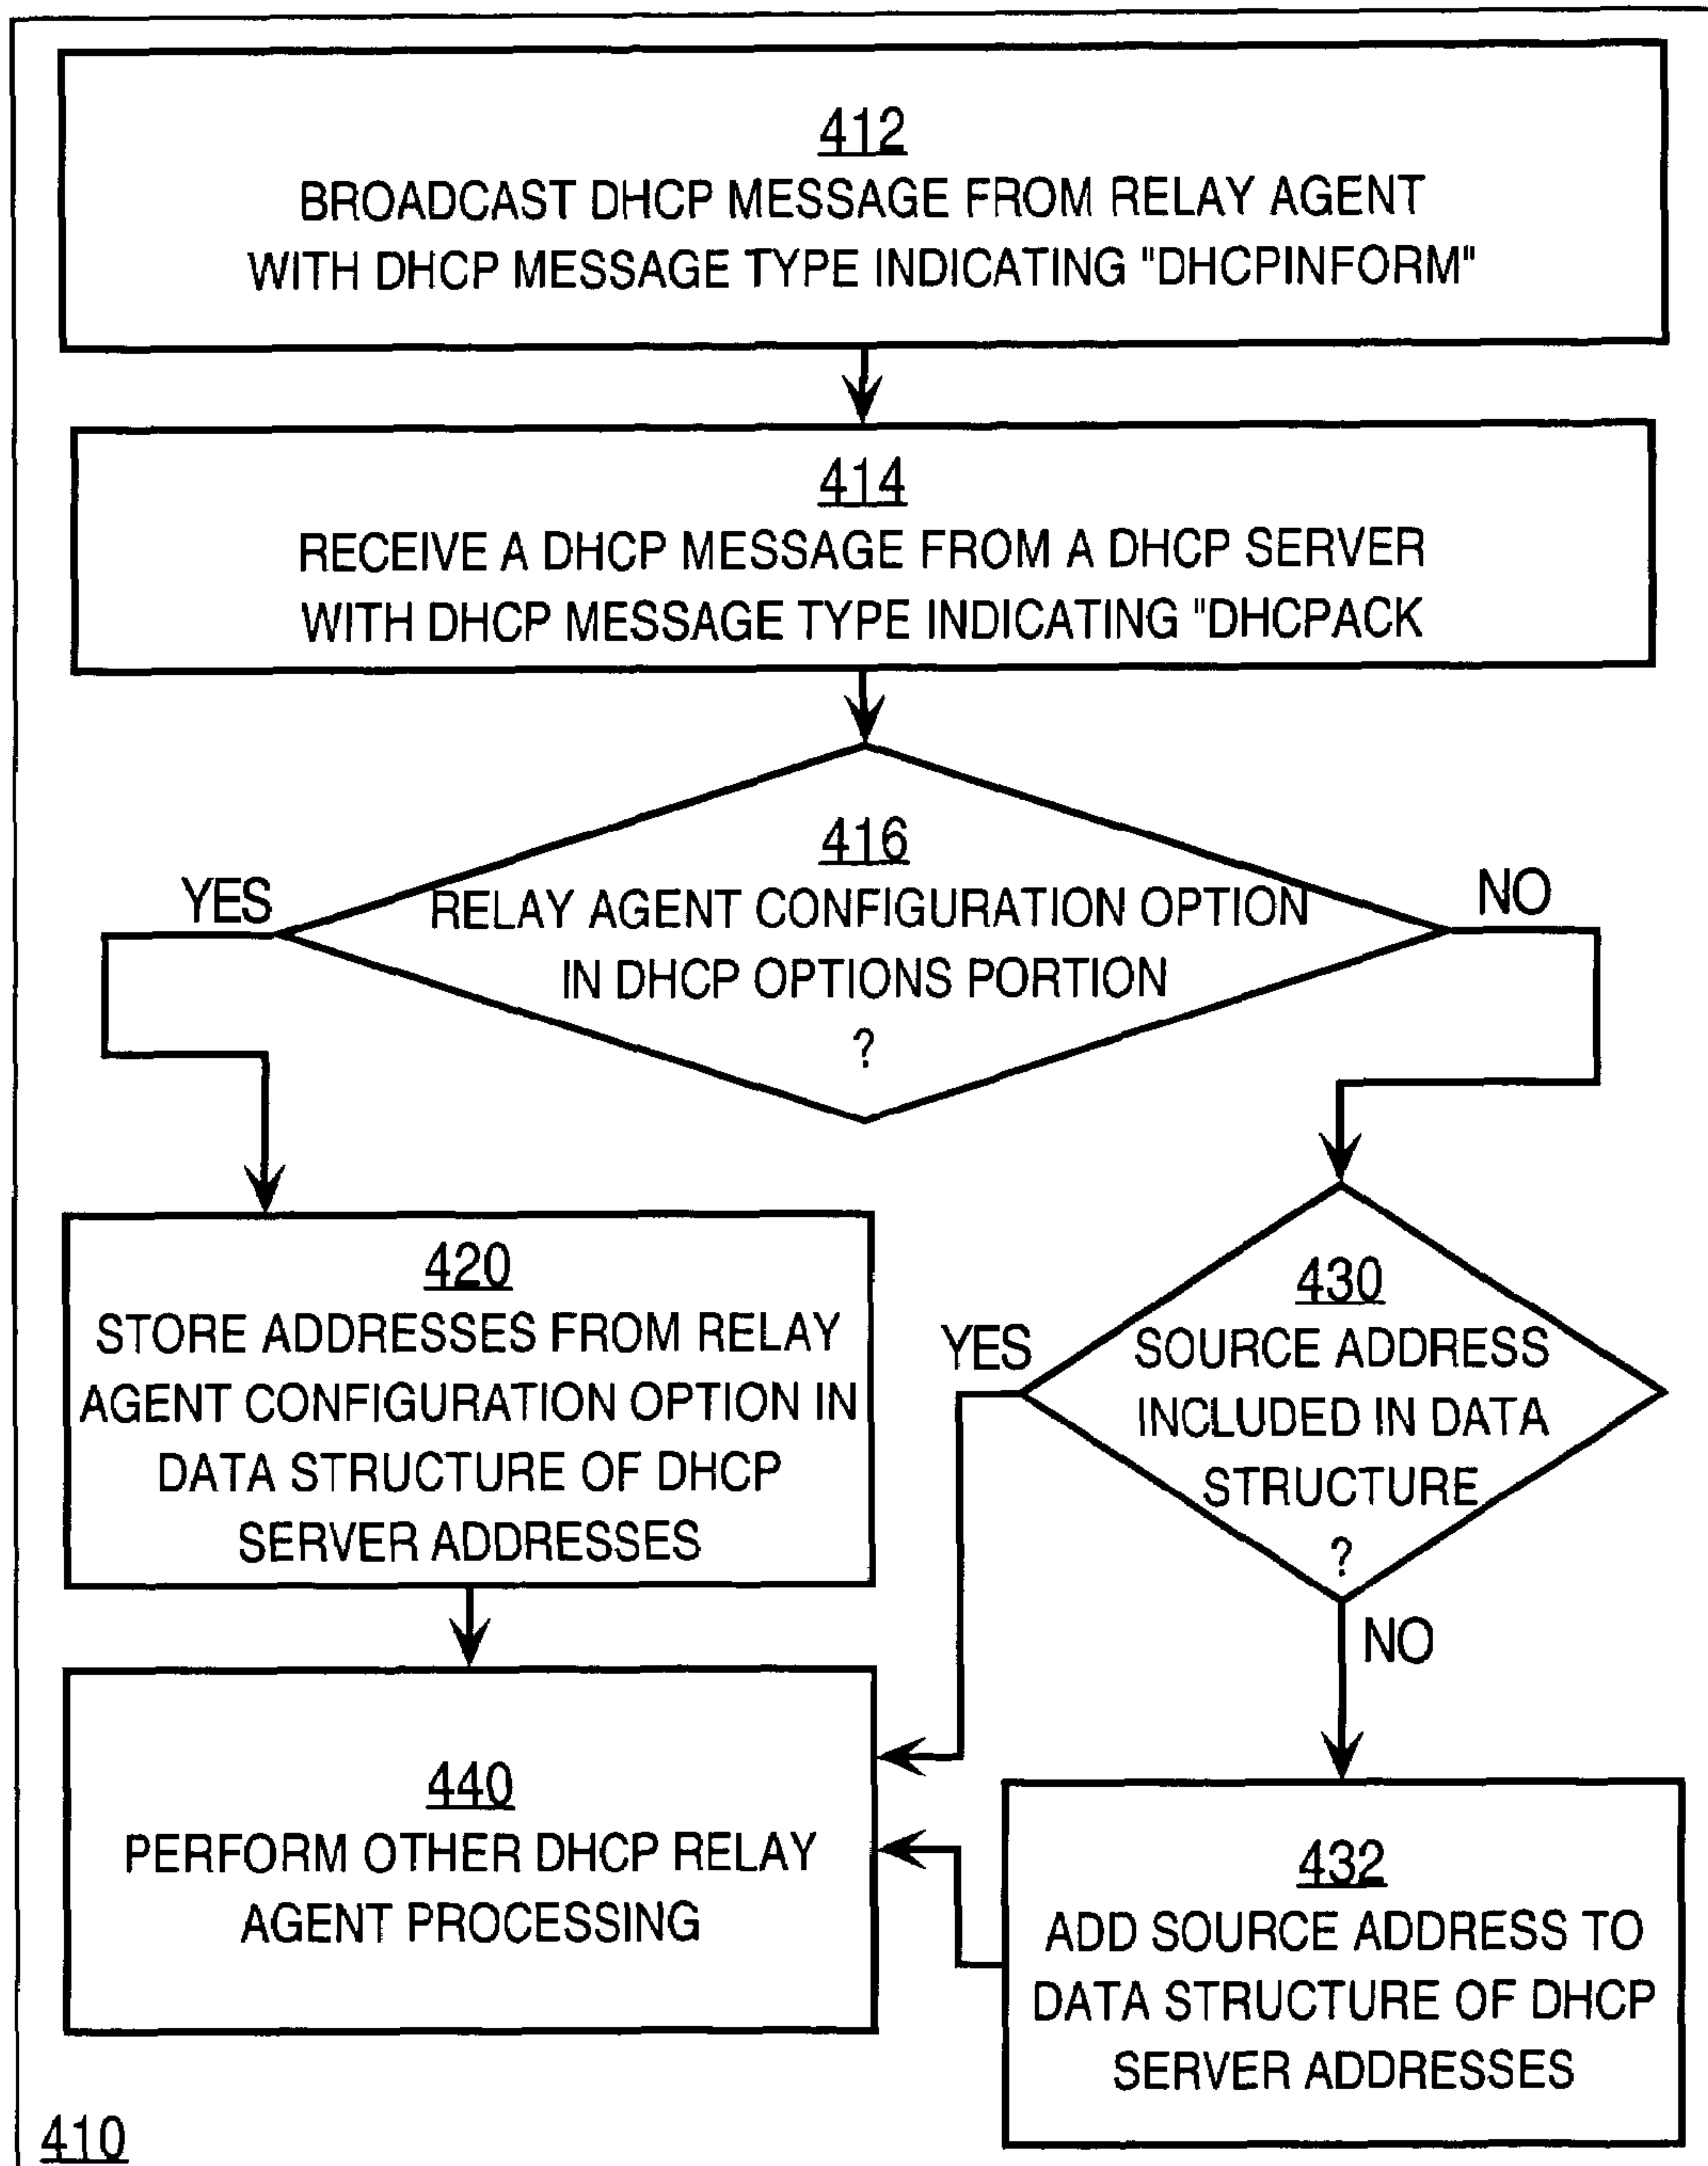 412
BROADCAST DHCP MESSAGE FROM RELAY AGENT
WITH DHCP MESSAGE TYPE INDICATING "DHCPINFORM"
414
RECEIVE A DHCP MESSAGE FROM A DHCP SERVER
WITH DHCP MESSAGE TYPE INDICATING "DHCPACK
416
RELAY AGENT CONFIGURATION OPTION
IN DHCP OPTIONS PORTION
?
YES
NO
420
STORE ADDRESSES FROM RELAY
AGENT CONFIGURATION OPTION IN
DATA STRUCTURE OF DHCP
SERVER ADDRESSES
430
SOURCE ADDRESS
INCLUDED IN DATA
STRUCTURE
?
YES
NO
440
PERFORM OTHER DHCP RELAY
AGENT PROCESSING
432
ADD SOURCE ADDRESS TO
DATA STRUCTURE OF DHCP
SERVER ADDRESSES
410